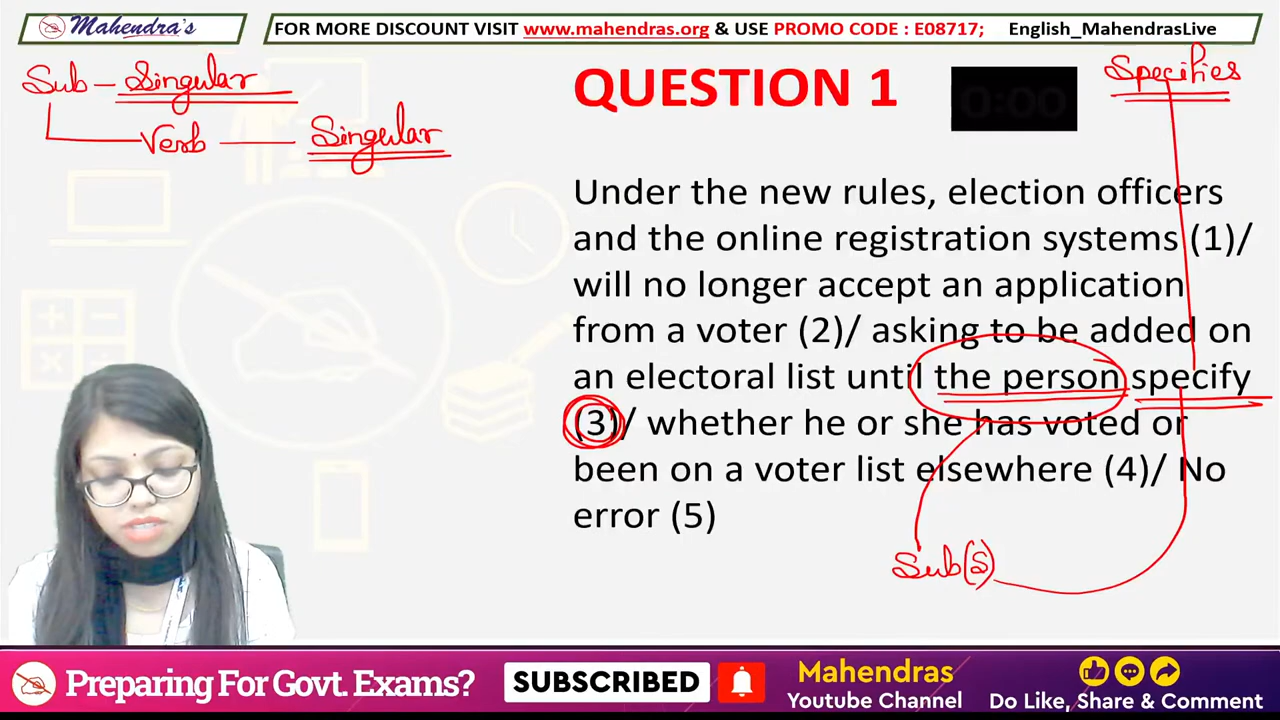 Mahendra's
FOR MORE DISCOUNT VISIT www.mahendras.org & USE PROMO CODE : E08717;
English_MahendrasLive
Sub - Singular
Verb — Singular
QUESTION 1
0:00
Specifies
Under the new rules, election officers
and the online registration systems (1)/
will no longer accept an application
from a voter (2)/ asking to be added on
an electoral list until the person specify
(3)/ whether he or she has voted or
been on a voter list elsewhere (4)/ No
error (5)
Sub(S)
Preparing For Govt. Exams?
SUBSCRIBED
Mahendras
YouTube Channel
Do Like, Share & Comment